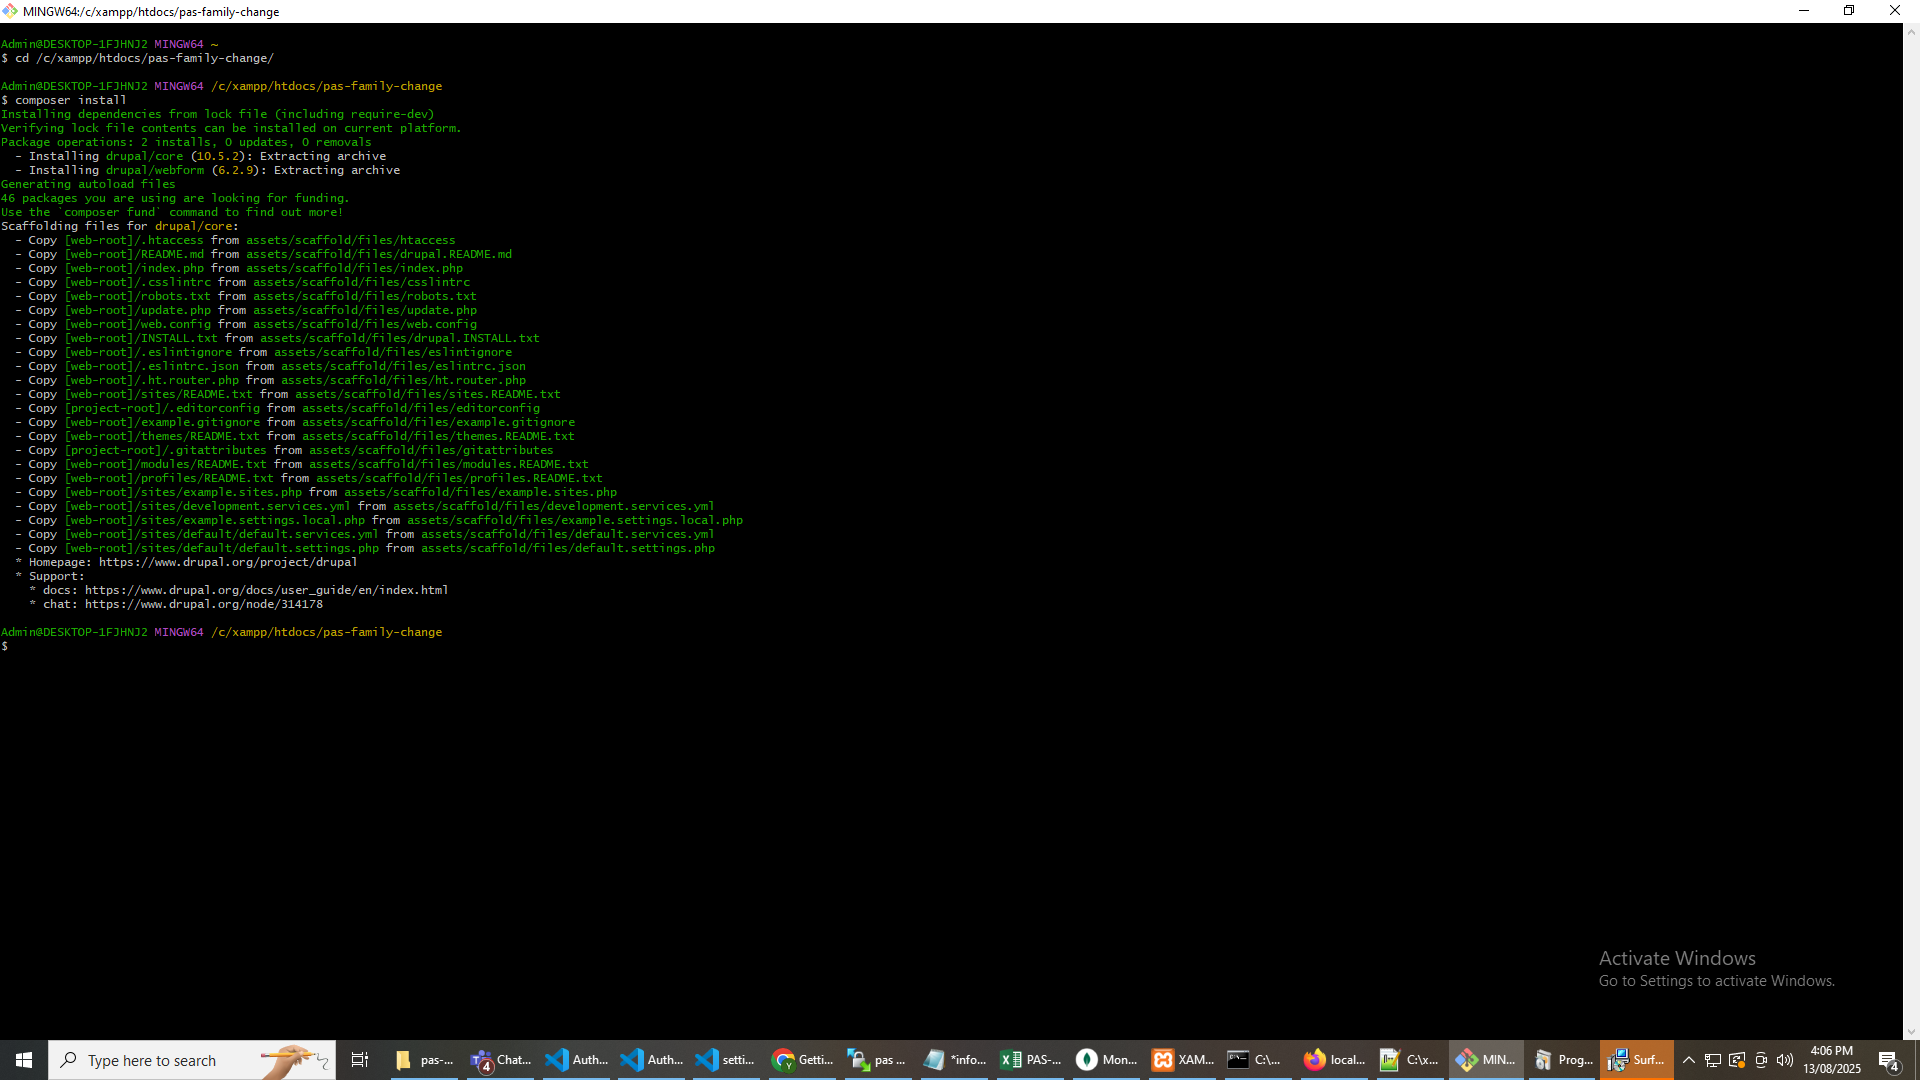 MINGW64:/c/xampp/htdocs/pas-family-change
Admin@DESKTOP-1FJHNJ2 MINGW64 ~
$ cd /c/xampp/htdocs/pas-family-change/
Admin@DESKTOP-1FJHNJ2 MINGW64 /c/xampp/htdocs/pas-family-change
$ composer install
Installing dependencies from lock file (including require-dev)
Verifying lock file contents can be installed on current platform.
Package operations: 2 installs, 0 updates, 0 removals
  - Installing drupal/core (10.5.2): Extracting archive
  - Installing drupal/webform (6.2.9): Extracting archive
Generating autoload files
46 packages you are using are looking for funding.
Use the `composer fund` command to find out more!
Scaffolding files for drupal/core:
  - Copy [web-root]/.htaccess from assets/scaffold/files/htaccess
  - Copy [web-root]/README.md from assets/scaffold/files/drupal.README.md
  - Copy [web-root]/index.php from assets/scaffold/files/index.php
  - Copy [web-root]/.csslintrc from assets/scaffold/files/csslintrc
  - Copy [web-root]/robots.txt from assets/scaffold/files/robots.txt
  - Copy [web-root]/update.php from assets/scaffold/files/update.php
  - Copy [web-root]/web.config from assets/scaffold/files/web.config
  - Copy [web-root]/INSTALL.txt from assets/scaffold/files/drupal.INSTALL.txt
  - Copy [web-root]/.eslintignore from assets/scaffold/files/eslintignore
  - Copy [web-root]/.eslintrc.json from assets/scaffold/files/eslintrc.json
  - Copy [web-root]/.ht.router.php from assets/scaffold/files/ht.router.php
  - Copy [web-root]/sites/README.txt from assets/scaffold/files/sites.README.txt
  - Copy [project-root]/.editorconfig from assets/scaffold/files/editorconfig
  - Copy [web-root]/example.gitignore from assets/scaffold/files/example.gitignore
  - Copy [web-root]/themes/README.txt from assets/scaffold/files/themes.README.txt
  - Copy [project-root]/.gitattributes from assets/scaffold/files/gitattributes
  - Copy [web-root]/modules/README.txt from assets/scaffold/files/modules.README.txt
  - Copy [web-root]/profiles/README.txt from assets/scaffold/files/profiles.README.txt
  - Copy [web-root]/sites/example.sites.php from assets/scaffold/files/example.sites.php
  - Copy [web-root]/sites/development.services.yml from assets/scaffold/files/development.services.yml
  - Copy [web-root]/sites/example.settings.local.php from assets/scaffold/files/example.settings.local.php
  - Copy [web-root]/sites/default/default.services.yml from assets/scaffold/files/default.services.yml
  - Copy [web-root]/sites/default/default.settings.php from assets/scaffold/files/default.settings.php
  * Homepage: https://www.drupal.org/project/drupal
  * Support:
    * docs: https://www.drupal.org/docs/user_guide/en/index.html
    * chat: https://www.drupal.org/node/314178
Admin@DESKTOP-1FJHNJ2 MINGW64 /c/xampp/htdocs/pas-family-change
$
Activate Windows
Go to Settings to activate Windows.
Type here to search
pas-... 4 Chat... Auth... Auth... setti... Getti... pas ... *info... PAS-... Mon... XAM... C:\... local... C:\x... MIN... Prog... Surf...
4:06 PM
13/08/2025
4